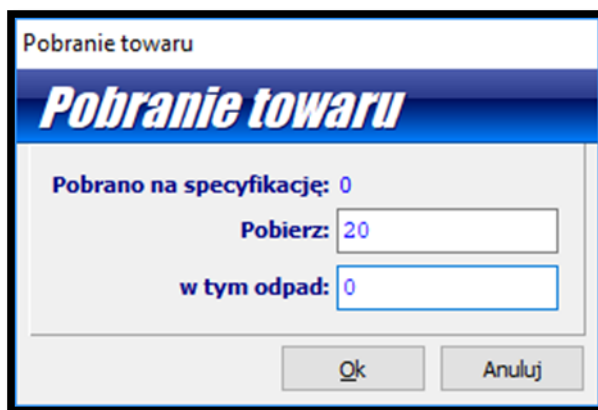 Pobranie towaru
Pobranie towaru
Pobrano na specyfikację: 0
Pobierz: 20
w tym odpad: 0
Ok Anuluj